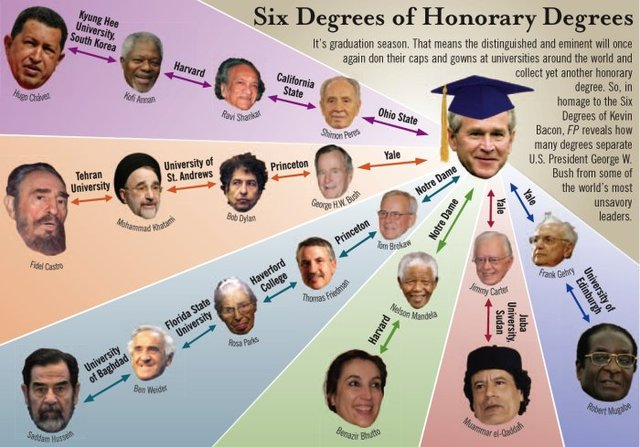 Six Degrees of Honorary Degrees
It's graduation season. That means the distinguished and eminent will once
again don their caps and gowns at universities around the world and
collect yet another honorary
degree. So, in
homage to the Six
Degrees of Kevin
Bacon, FP reveals how
many degrees separate
U.S. President George W.
Bush from some of
the world's most
unsavory
leaders.
Kyung Hee
University,
South Korea
Harvard
California
State
Ohio State
Hugo Chávez
Kofi Annan
Ravi Shankar
Shimon Peres
Tehran
University
University of
St. Andrews
Princeton
Yale
Fidel Castro
Mohammad Khatami
Bob Dylan
George H.W. Bush
University
of Baghdad
Florida State
University
Haverford
College
Princeton
Notre Dame
Saddam Hussein
Ben Weider
Rosa Parks
Thomas Friedman
Tom Brokaw
Notre Dame
Nelson Mandela
Harvard
Benazir Bhutto
Yale
Jimmy Carter
Juba
University,
Sudan
Muammar el-Qaddafi
Yale
Frank Gehry
University of
Edinburgh
Robert Mugabe